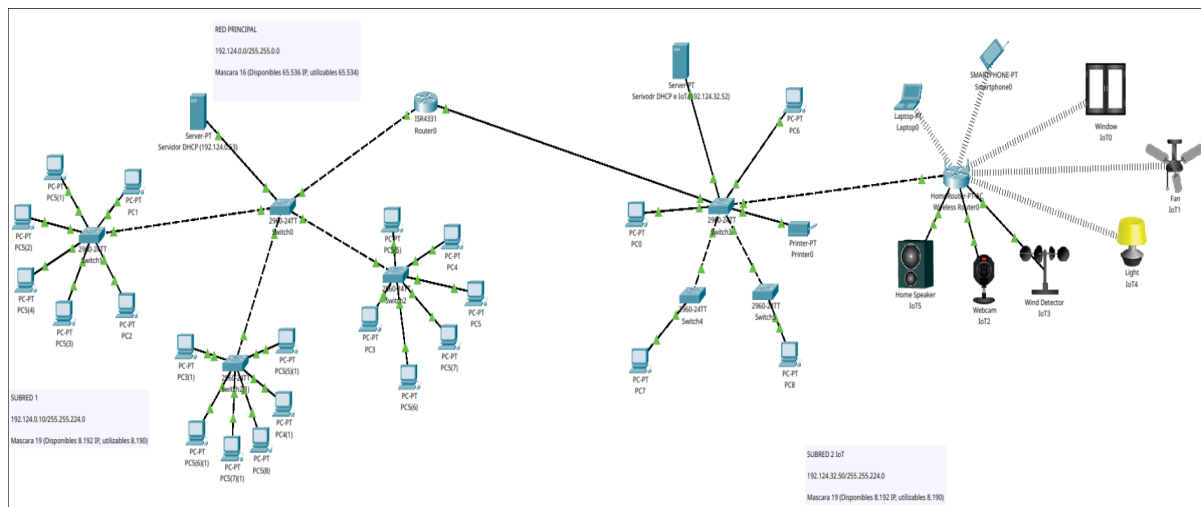 RED PRINCIPAL
192.124.0.0/255.255.0.0
Mascara 16 (Disponibles 65.536 IP, utilizables 65.534)
Server-PT
Servidor DHCP (192.124.0.53)
ISR4331
Router0
Server-PT
Serivodr DHCP e IoT (192.124.32.52)
PC-PT
PC6
SMARTPHONE-PT
Smartphone0
Laptop-PT
Laptop0
Window
IoT0
Fan
IoT1
Light
IoT4
HomeRouter-PT-AC
Wireless Router0
Home Speaker
IoT5
Webcam
IoT2
Wind Detector
IoT3
PC-PT
PC5(1)
PC-PT
PC1
PC-PT
PC5(2)
2960-24TT
Switch1
PC-PT
PC5(4)
PC-PT
PC5(3)
PC-PT
PC2
2960-24TT
Switch0
PC-PT
PC5(5)
PC-PT
PC4
2960-24TT
Switch2
PC-PT
PC5
PC-PT
PC3
PC-PT
PC5(7)
PC-PT
PC5(6)
PC-PT
PC3(1)
PC-PT
PC5(5)(1)
2960-24TT
PC-PT
PC4(1)
PC-PT
PC5(6)(1)
PC-PT
PC5(7)(1)
PC-PT
PC5(8)
PC-PT
PC0
2960-24TT
Switch3
Printer-PT
Printer0
2960-24TT
Switch4
2960-24TT
PC-PT
PC7
PC-PT
PC8
SUBRED 1
192.124.0.10/255.255.224.0
Mascara 19 (Disponibles 8.192 IP, utilizables 8.190)
SUBRED 2 IoT
192.124.32.50/255.255.224.0
Mascara 19 (Disponibles 8.192 IP, utilizables 8.190)